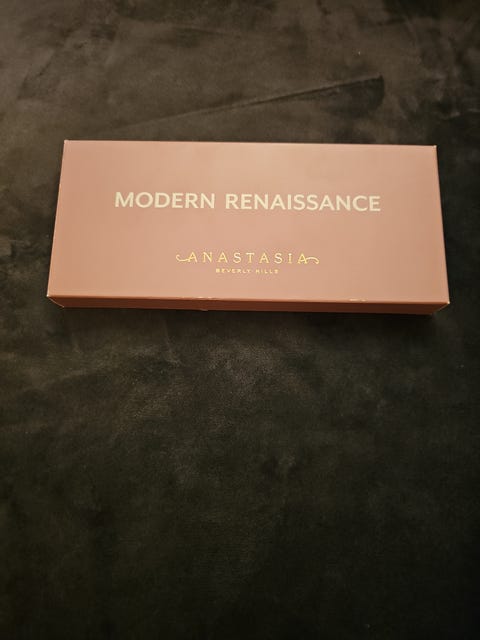 MODERN RENAISSANCE
ANASTASIA
BEVERLY HILLS